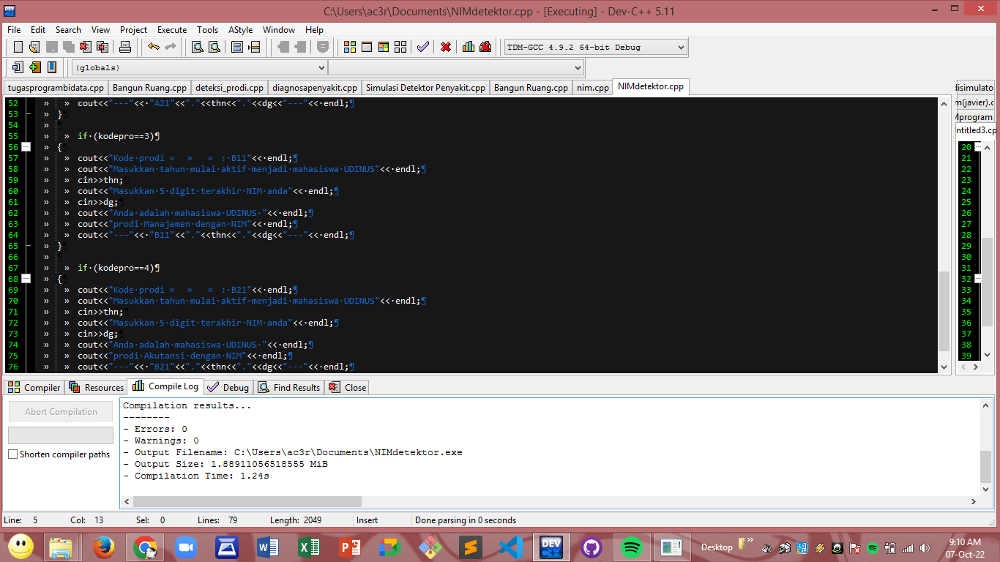 C:\Users\ac3r\Documents\NIMdetektor.cpp - [Executing] - Dev-C++ 5.11
File Edit Search View Project Execute Tools AStyle Window Help
TDM-GCC 4.9.2 64-bit Debug
(globals)
tugasprogrambidata.cpp Bangun Ruang.cpp deteksi_prodi.cpp diagnosapenyakit.cpp Simulasi Detektor Penyakit.cpp Bangun Ruang.cpp nim.cpp NIMdetektor.cpp
52 » » cout<<"---"<<·"A21"<<"."<<thn<<"."<<dg<<"---"<<·endl;¶
53 » }¶
54 » ¶
55 » » if·(kodepro==3)¶
56 » {¶
57 » » cout<<"Kode·prodi » » » :·B11"<<·endl;¶
58 » » cout<<"Masukkan·tahun·mulai·aktif·menjadi·mahasiswa·UDINUS"<<·endl;¶
59 » » cin>>thn;¶
60 » » cout<<"Masukkan·5·digit·terakhir·NIM·anda"<<·endl;¶
61 » » cin>>dg;¶
62 » » cout<<"Anda·adalah·mahasiswa·UDINUS·"<<·endl;¶
63 » » cout<<"prodi·Manajemen·dengan·NIM"<<·endl;¶
64 » » cout<<"---"<<·"B11"<<"."<<thn<<"."<<dg<<"---"<<·endl;¶
65 » }¶
66 » ¶
67 » » if·(kodepro==4)¶
68 » {¶
69 » » cout<<"Kode·prodi » » » :·B21"<<·endl;¶
70 » » cout<<"Masukkan·tahun·mulai·aktif·menjadi·mahasiswa·UDINUS"<<·endl;¶
71 » » cin>>thn;¶
72 » » cout<<"Masukkan·5·digit·terakhir·NIM·anda"<<·endl;¶
73 » » cin>>dg;¶
74 » » cout<<"Anda·adalah·mahasiswa·UDINUS·"<<·endl;¶
75 » » cout<<"prodi·Akutansi·dengan·NIM"<<·endl;¶
76 » » cout<<"---"<<·"B21"<<"."<<thn<<"."<<dg<<"---"<<·endl;¶
disimulato
m(javier).c
Mprogram
ntitled3.cp
20
21
22
23
24
25
26
27
28
29
30
31
32
33
34
35
36
37
38
39
Compiler Resources Compile Log Debug Find Results Close
Abort Compilation
Shorten compiler paths
Compilation results...
--------
- Errors: 0
- Warnings: 0
- Output Filename: C:\Users\ac3r\Documents\NIMdetektor.exe
- Output Size: 1.88911056518555 MiB
- Compilation Time: 1.24s
Line: 5 Col: 13 Sel: 0 Lines: 79 Length: 2049 Insert Done parsing in 0 seconds
DEV C++
Desktop
9:10 AM
07-Oct-22